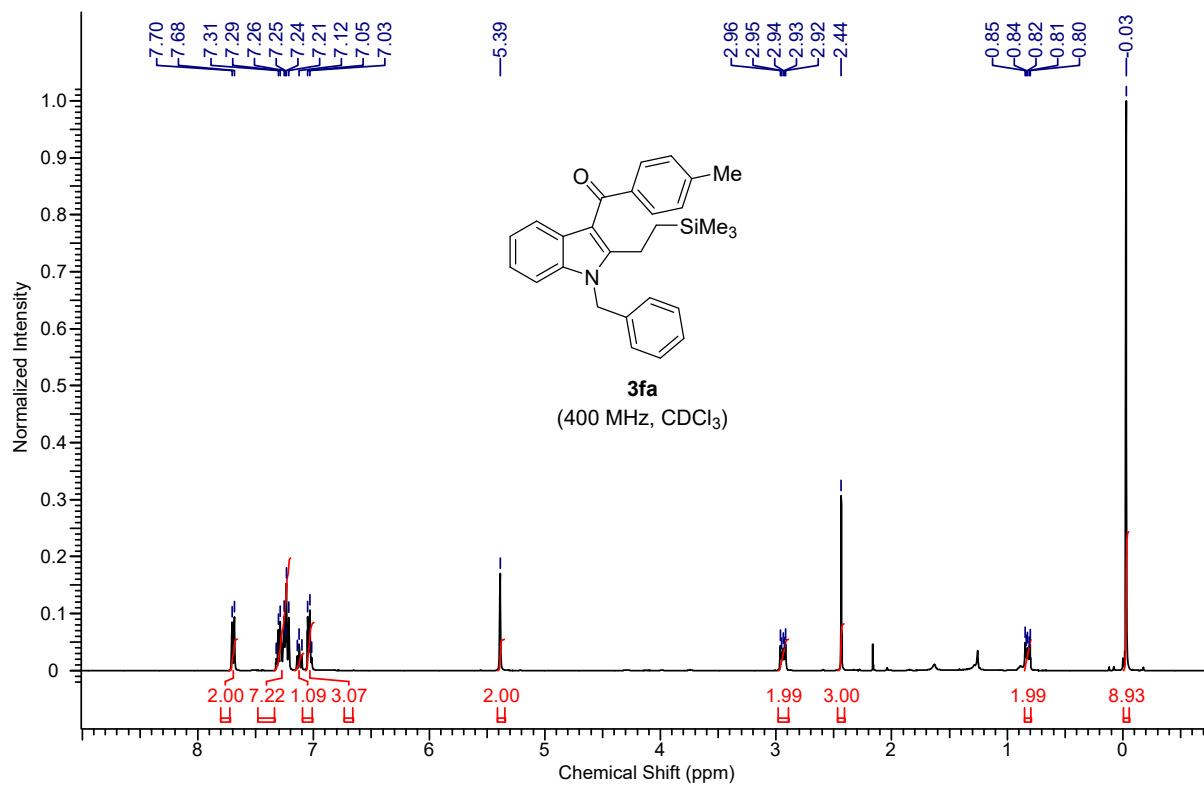 7.70 7.68 7.31 7.29 7.26 7.25 7.24 7.21 7.12 7.05 7.03 5.39 2.96 2.95 2.94 2.93 2.92 2.44 0.85 0.84 0.82 0.81 0.80 -0.03
Normalized Intensity
1.0
0.9
0.8
0.7
0.6
0.5
0.4
0.3
0.2
0.1
0
O
Me
SiMe3
N
3fa
(400 MHz, CDCl3)
2.00 7.22 1.09 3.07 2.00 1.99 3.00 1.99 8.93
8 7 6 5 4 3 2 1 0
Chemical Shift (ppm)